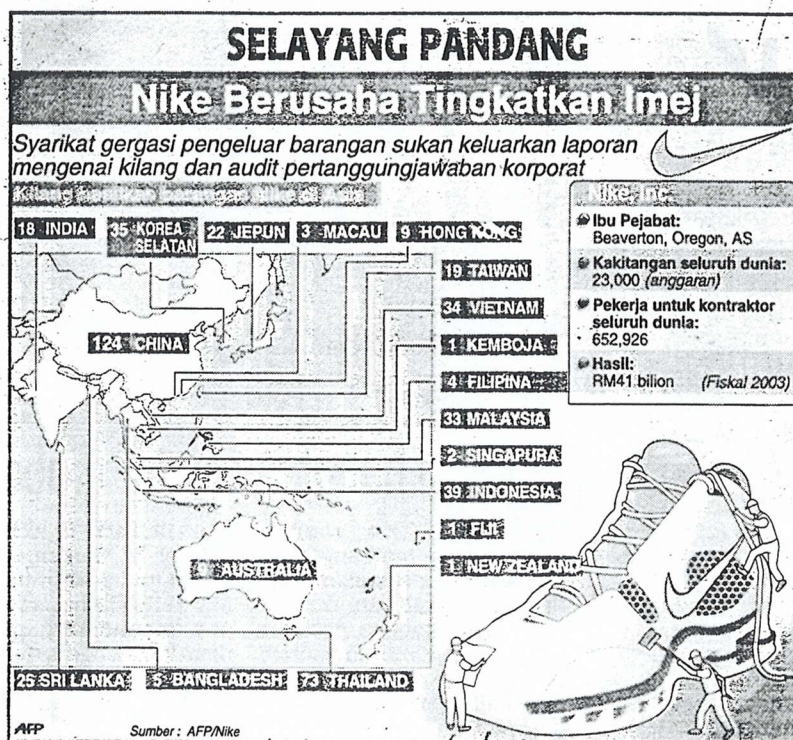 SELAYANG PANDANG
Nike Berusaha Tingkatkan Imej
Syarikat gergasi pengeluar barangan sukan keluarkan laporan
mengenai kilang dan audit pertanggungjawaban korporat
Nike, Inc
Ibu Pejabat:
Beaverton, Oregon, AS
Kakitangan seluruh dunia:
23,000 (anggaran)
Pekerja untuk kontraktor
seluruh dunia:
652,926
Hasil:
RM41 bilion (Fiskal 2003)
18 INDIA
35 KOREA
SELATAN
22 JEPUN
3 MACAU
9 HONG KONG
19 TAIWAN
34 VIETNAM
124 CHINA
1 KEMBOJA
4 FILIPINA
33 MALAYSIA
2 SINGAPURA
39 INDONESIA
1 FIJI
AUSTRALIA
1 NEW ZEALAND
25 SRI LANKA
5 BANGLADESH
73 THAILAND
AFP
Sumber : AFP/Nike